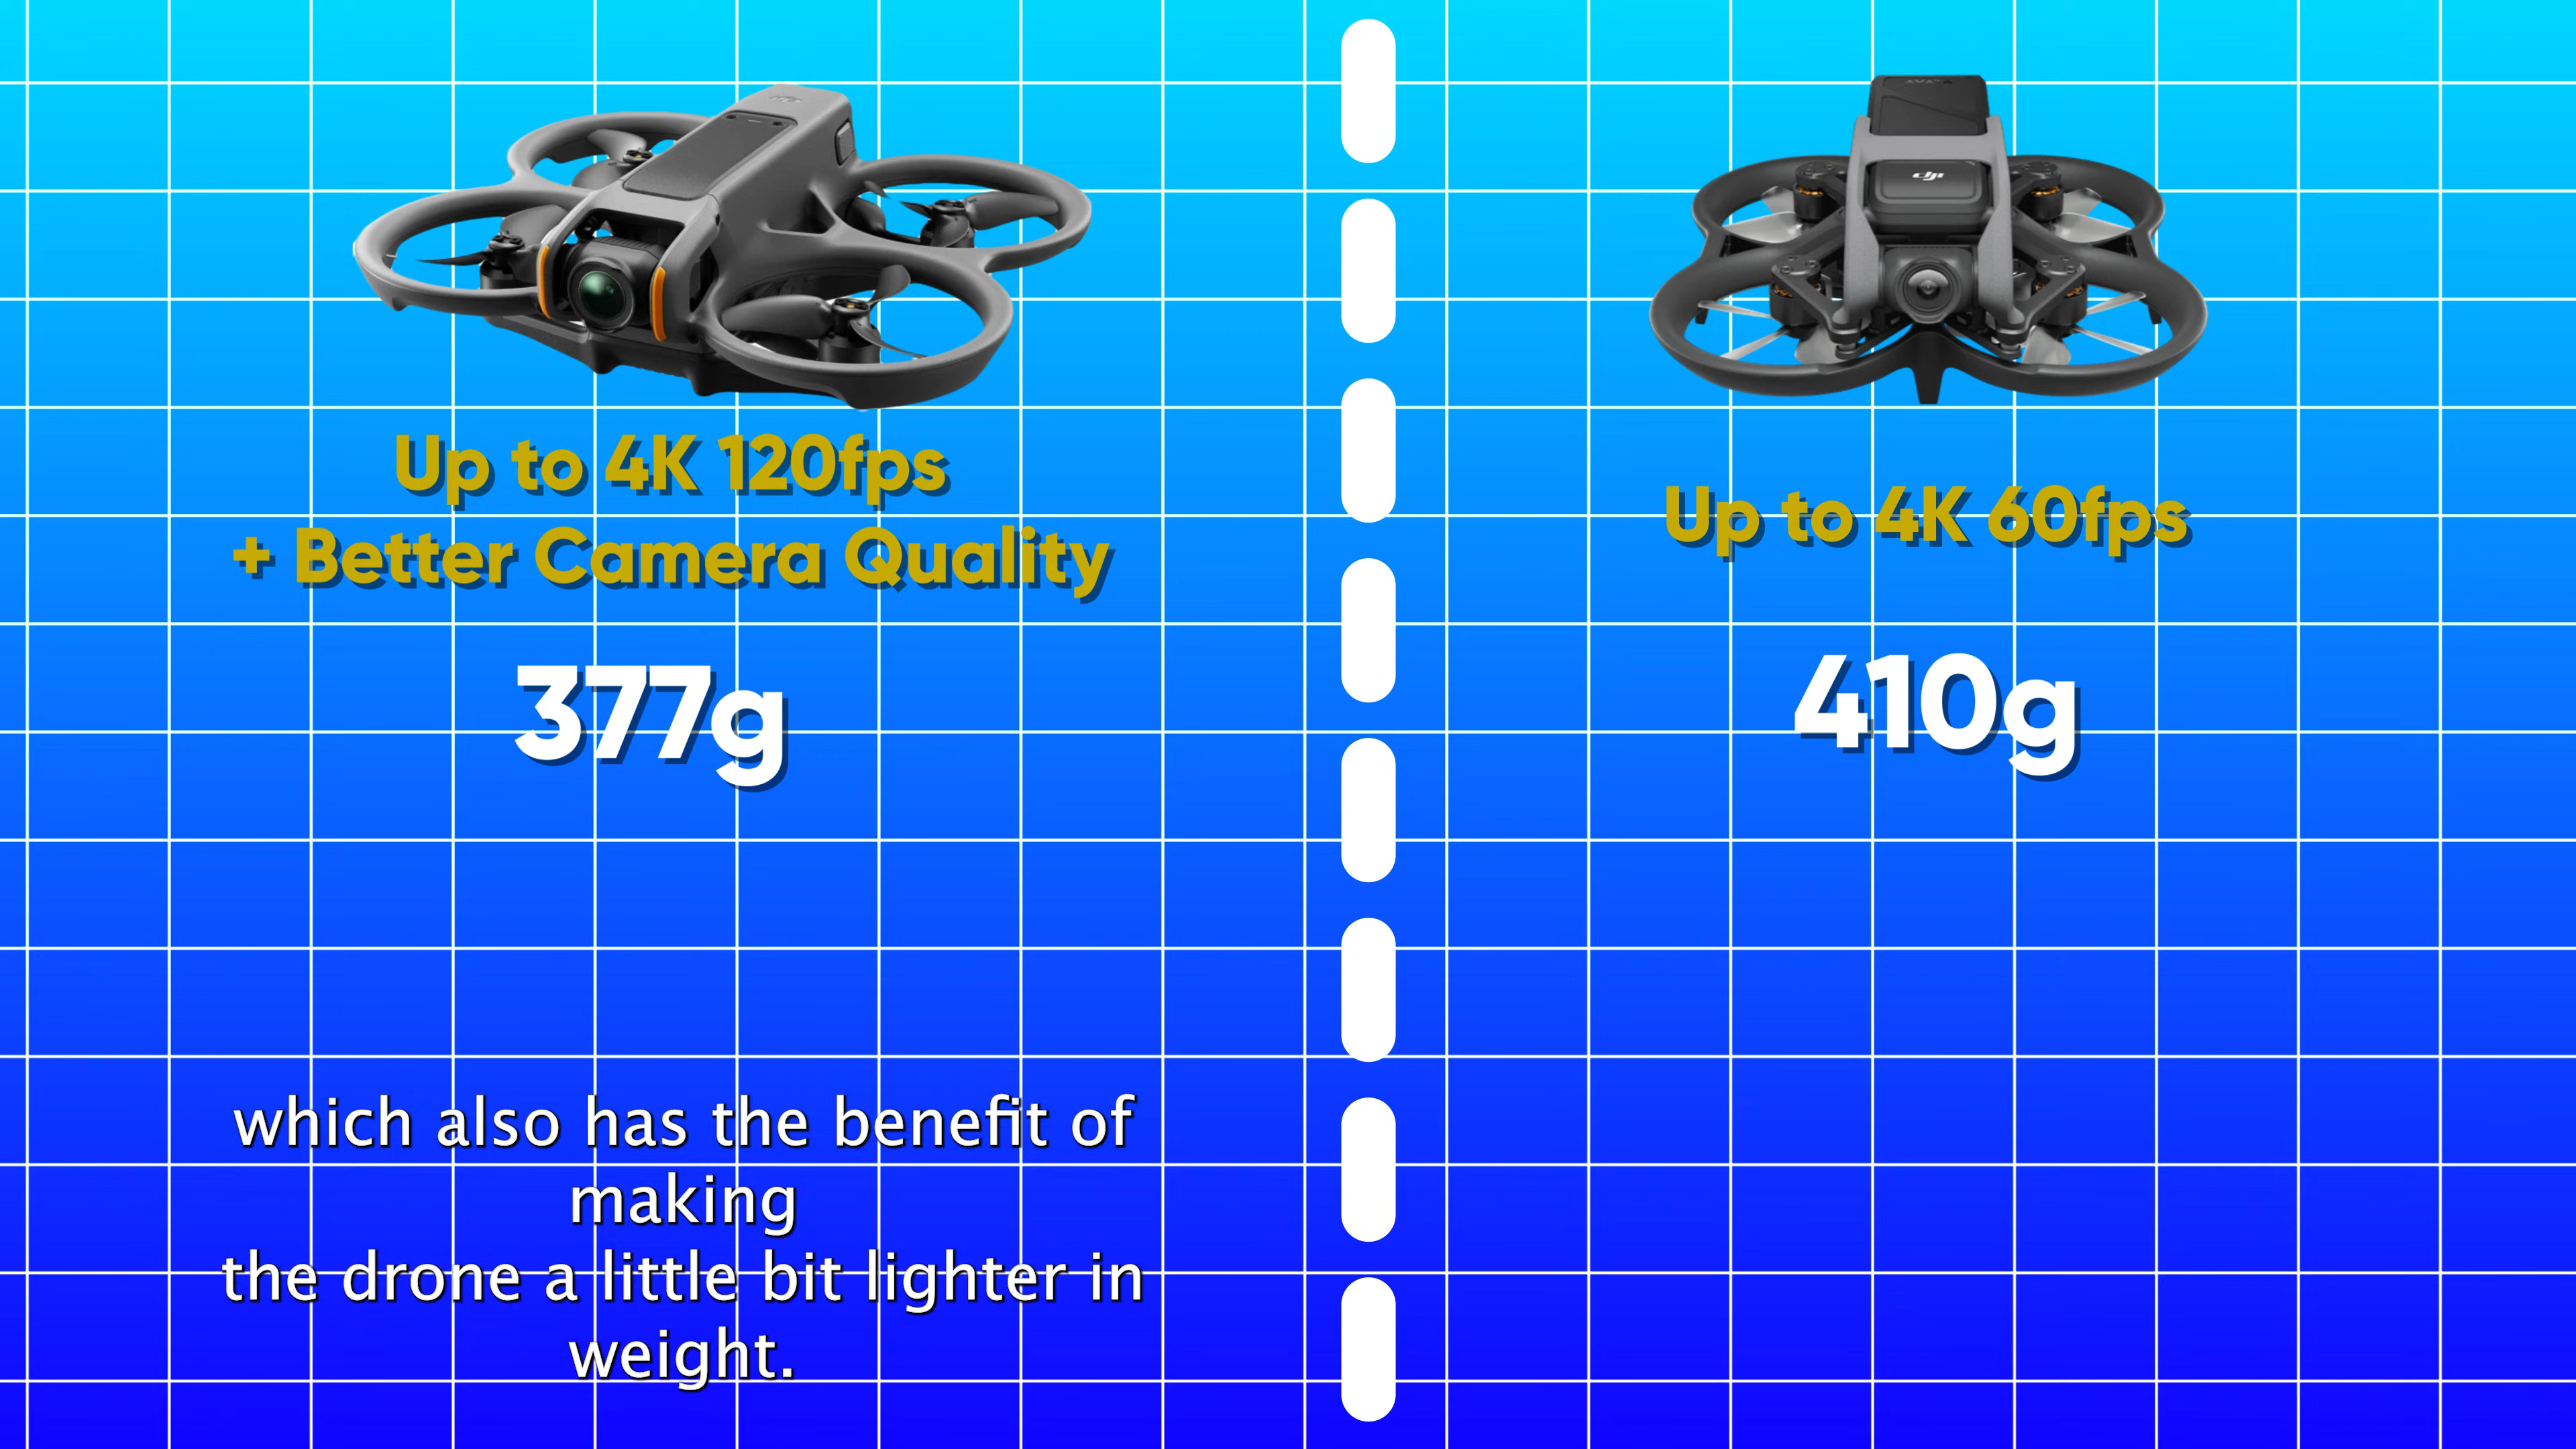 Up to 4K 120fps
+ Better Camera Quality
377g
which also has the benefit of
making
the drone a little bit lighter in
weight.
dji
Up to 4K 60fps
410g